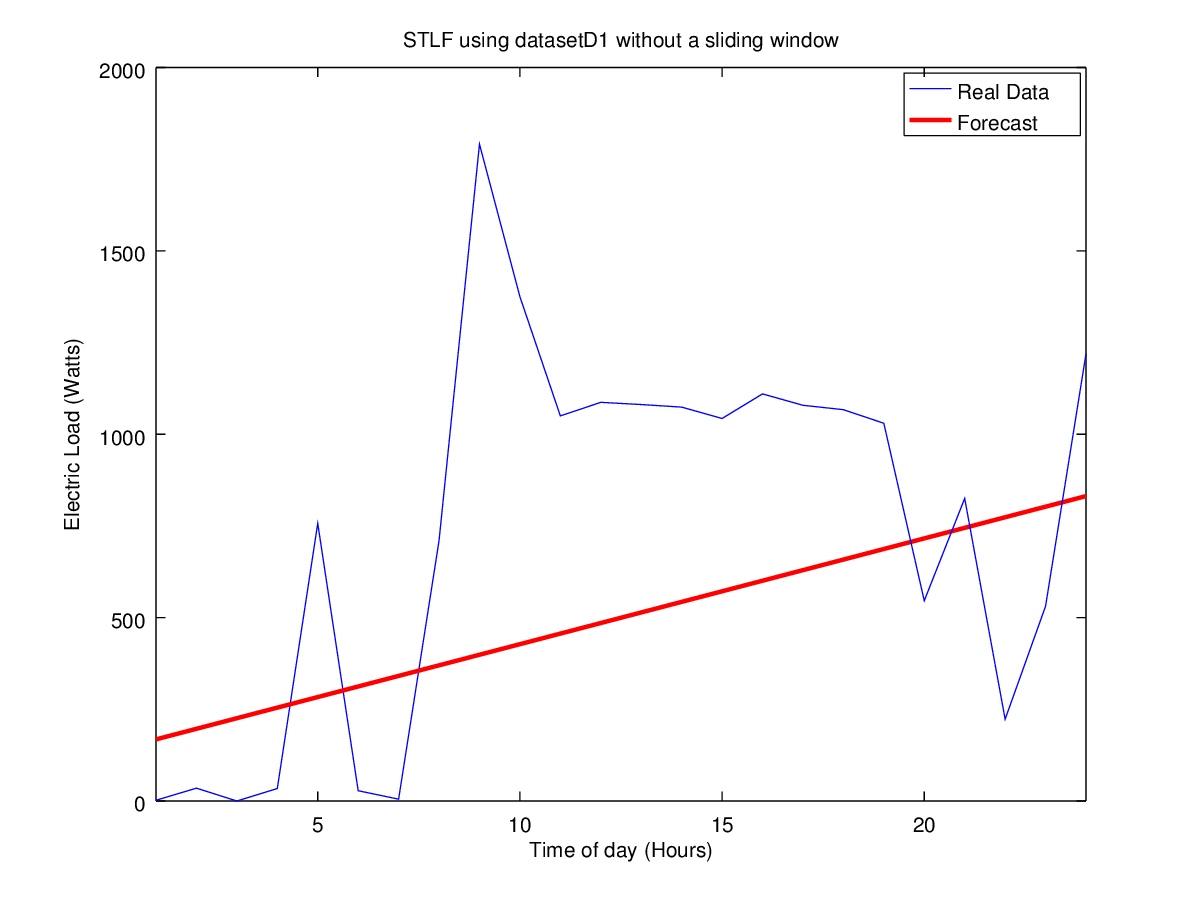 STLF using datasetD1 without a sliding window
2000
1500
1000
500
0
Electric Load (Watts)
Real Data
Forecast
5
10
15
20
Time of day (Hours)